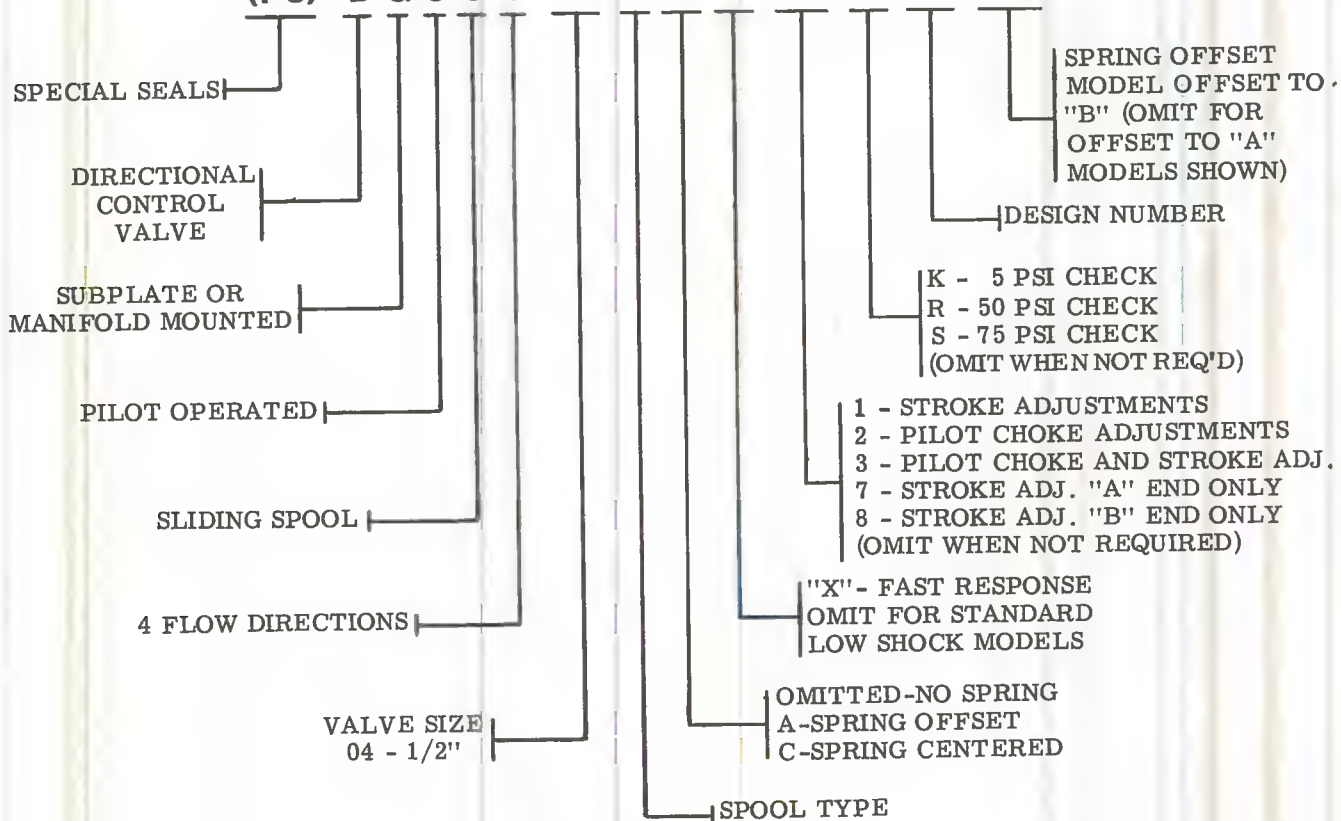 SPECIAL SEALS
DIRECTIONAL
CONTROL
VALVE
SUBPLATE OR
MANIFOLD MOUNTED
PILOT OPERATED
SLIDING SPOOL
4 FLOW DIRECTIONS
VALVE SIZE
04 - 1/2"
SPRING OFFSET
MODEL OFFSET TO
"B" (OMIT FOR
OFFSET TO "A"
MODELS SHOWN)
DESIGN NUMBER
K - 5 PSI CHECK
R - 50 PSI CHECK
S - 75 PSI CHECK
(OMIT WHEN NOT REQ'D)
1 - STROKE ADJUSTMENTS
2 - PILOT CHOKE ADJUSTMENTS
3 - PILOT CHOKE AND STROKE ADJ.
7 - STROKE ADJ. "A" END ONLY
8 - STROKE ADJ. "B" END ONLY
(OMIT WHEN NOT REQUIRED)
"X" - FAST RESPONSE
OMIT FOR STANDARD
LOW SHOCK MODELS
OMITTED-NO SPRING
A-SPRING OFFSET
C-SPRING CENTERED
SPOOL TYPE